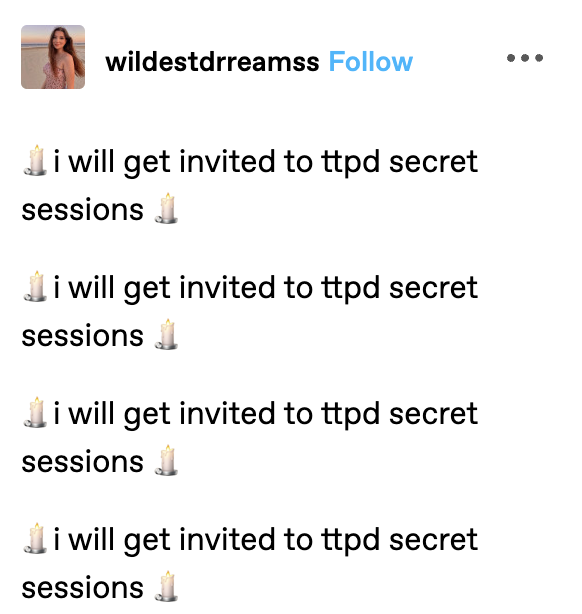 wildestdrreamss Follow
🕯️i will get invited to ttpd secret
sessions 🕯️
🕯️i will get invited to ttpd secret
sessions 🕯️
🕯️i will get invited to ttpd secret
sessions 🕯️
🕯️i will get invited to ttpd secret
sessions 🕯️